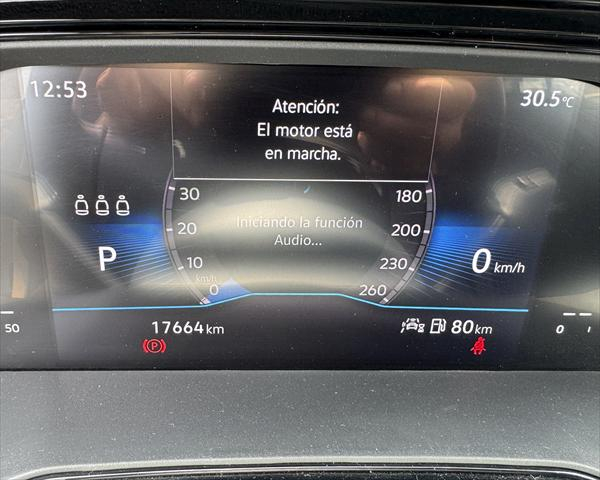 12:53
Atención:
El motor está
en marcha.
30.5°C
30
180
20
Iniciando la función
Audio...
200
P
10
230
0 km/h
km/h
0
260
50
17664 km
80 km
0
(P)